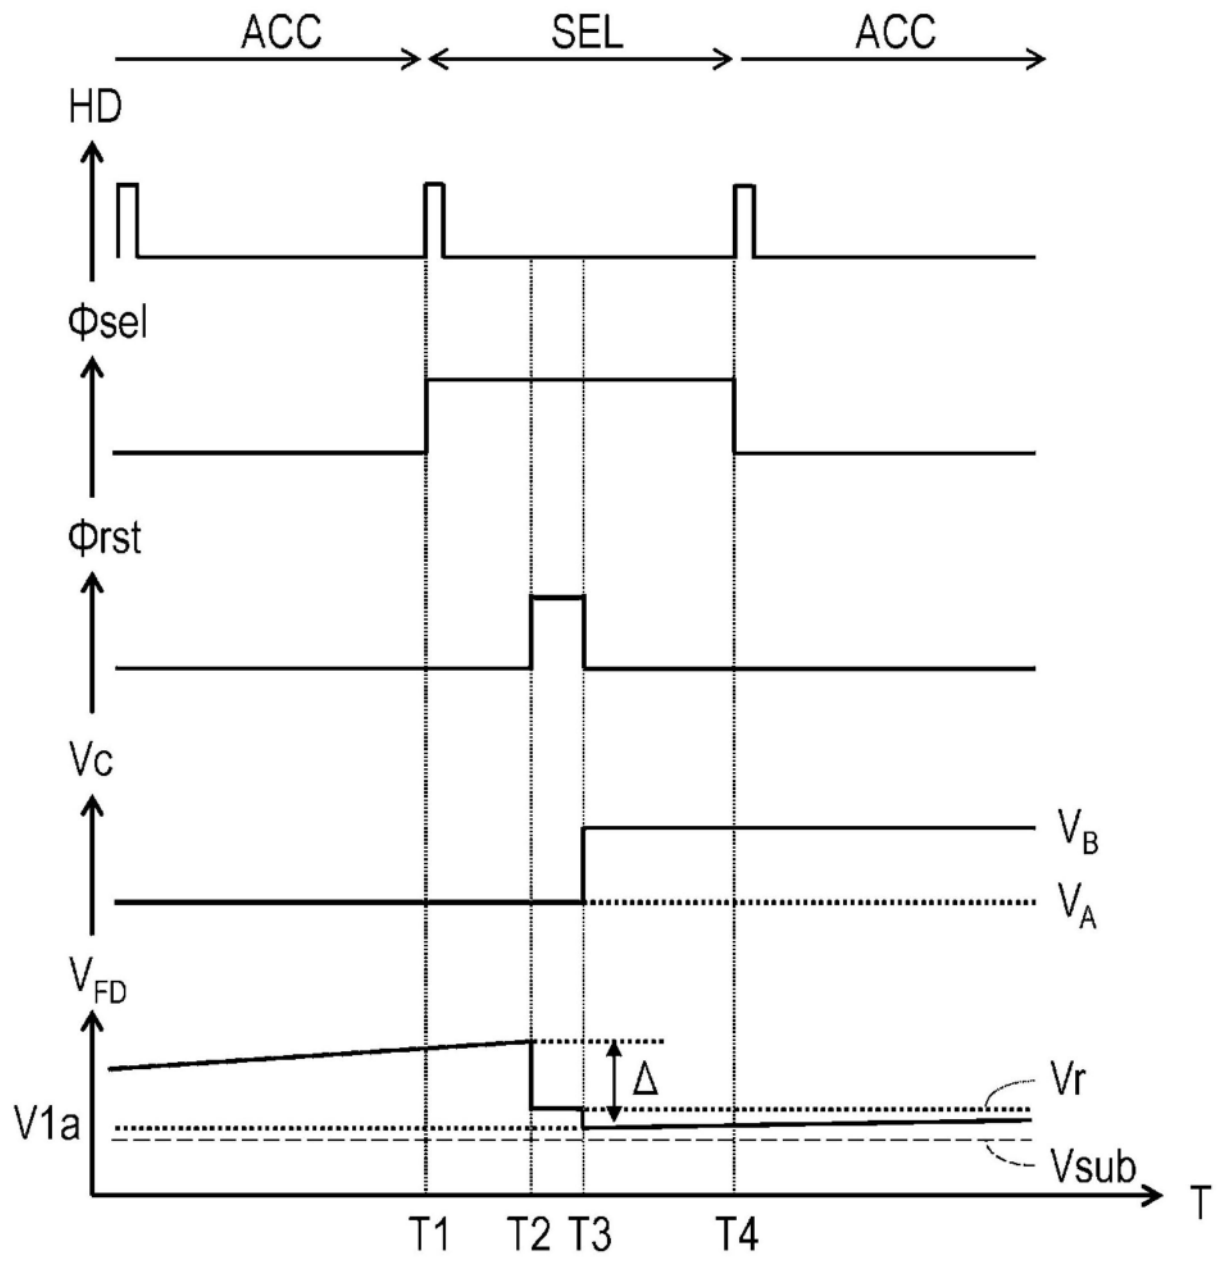 ACC SEL ACC
HD
Φsel
Φrst
Vc
VB
VA
VFD
Δ
Vr
V1a
Vsub
T
T1 T2 T3 T4